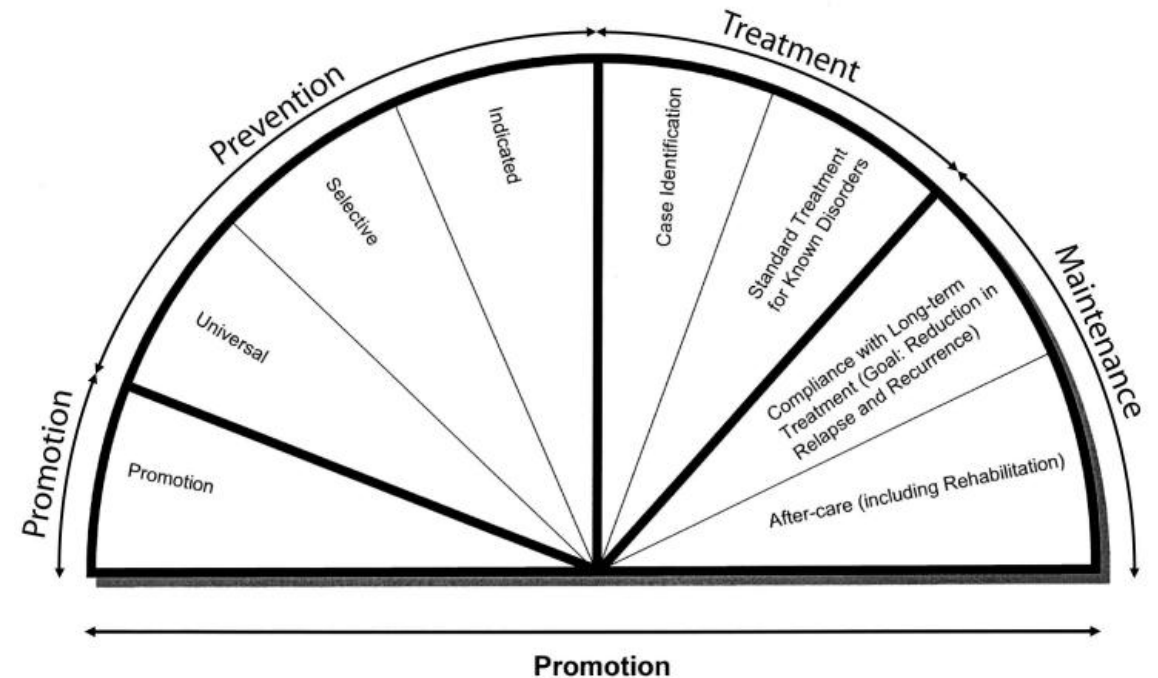 Treatment
Prevention
Maintenance
Promotion
Promotion
Universal
Selective
Indicated
Case Identification
Standard Treatment
for Known Disorders
Compliance with Long-term
Treatment (Goal: Reduction in
Relapse and Recurrence)
After-care (including Rehabilitation)
Promotion